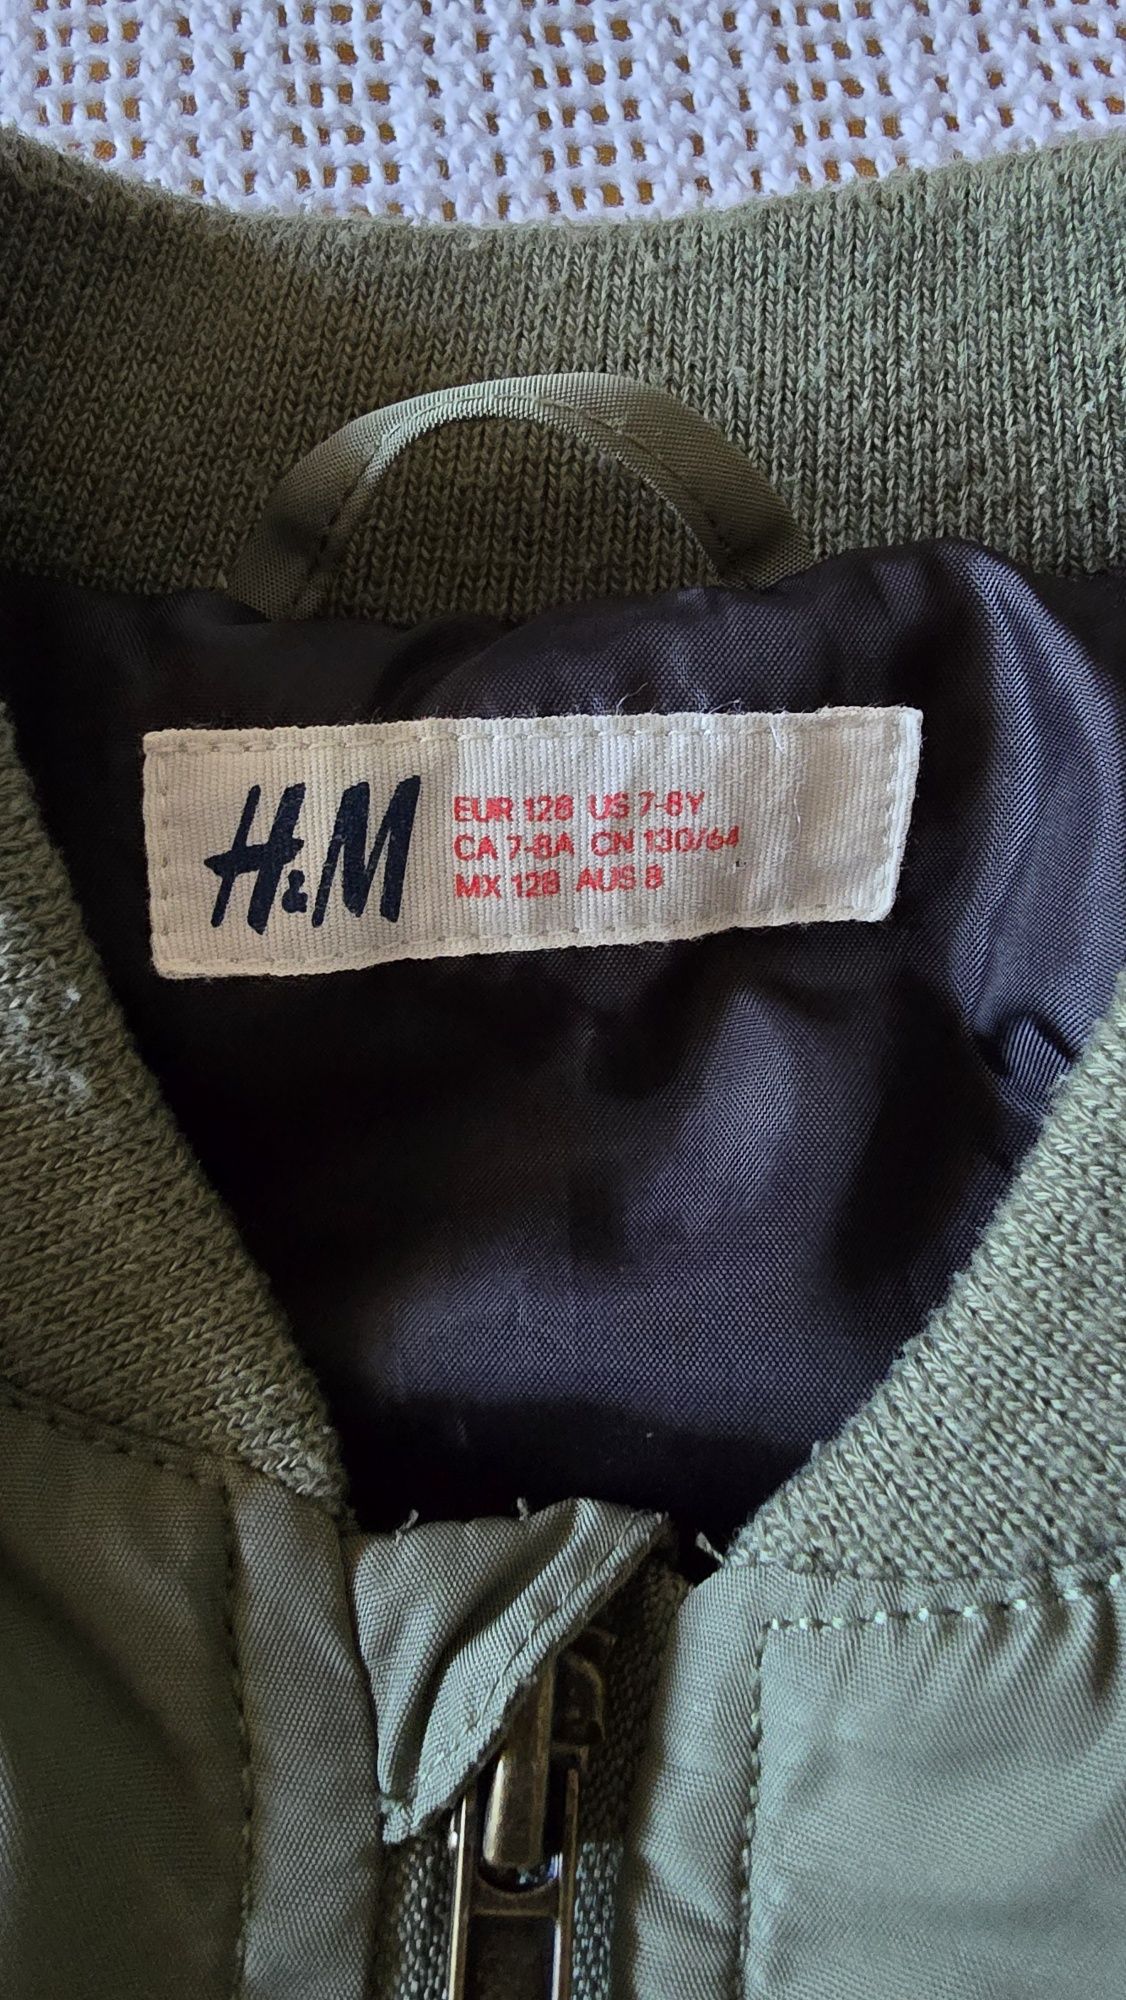 H&M
EUR 128 US 7-8Y
CA 7-8A CN 130/64
MX 128 AUS 8